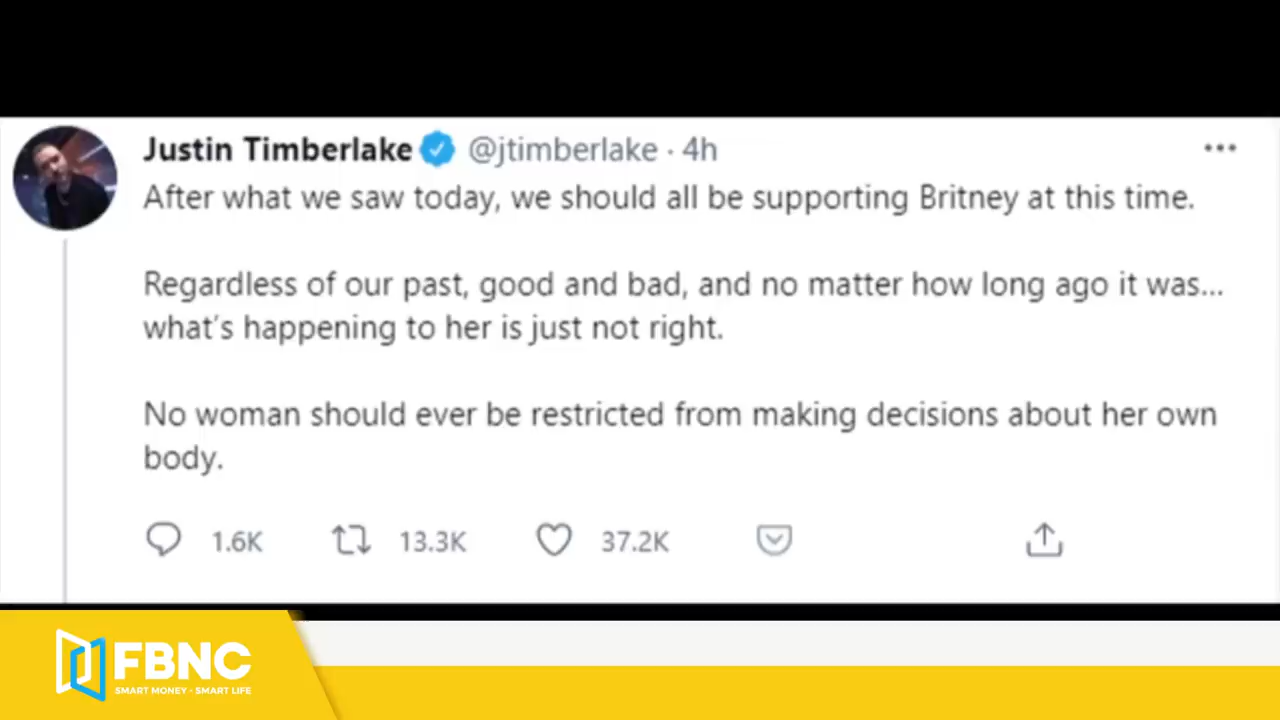 Justin Timberlake @jtimberlake · 4h
After what we saw today, we should all be supporting Britney at this time.
Regardless of our past, good and bad, and no matter how long ago it was...
what's happening to her is just not right.
No woman should ever be restricted from making decisions about her own
body.
1.6K 13.3K 37.2K
FBNC
SMART MONEY - SMART LIFE